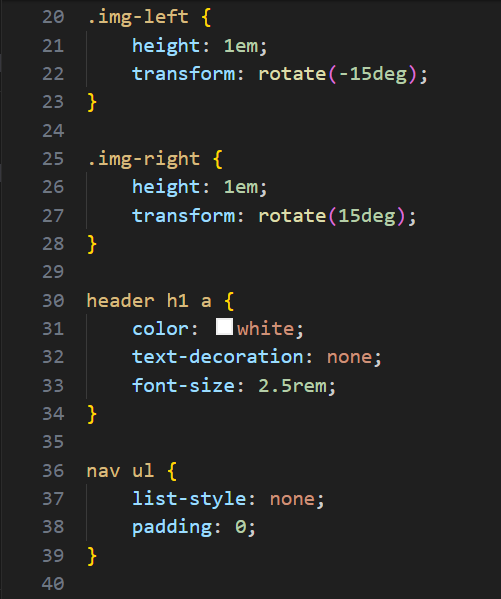 20 .img-left {
21     height: 1em;
22     transform: rotate(-15deg);
23 }
24
25 .img-right {
26     height: 1em;
27     transform: rotate(15deg);
28 }
29
30 header h1 a {
31     color: white;
32     text-decoration: none;
33     font-size: 2.5rem;
34 }
35
36 nav ul {
37     list-style: none;
38     padding: 0;
39 }
40